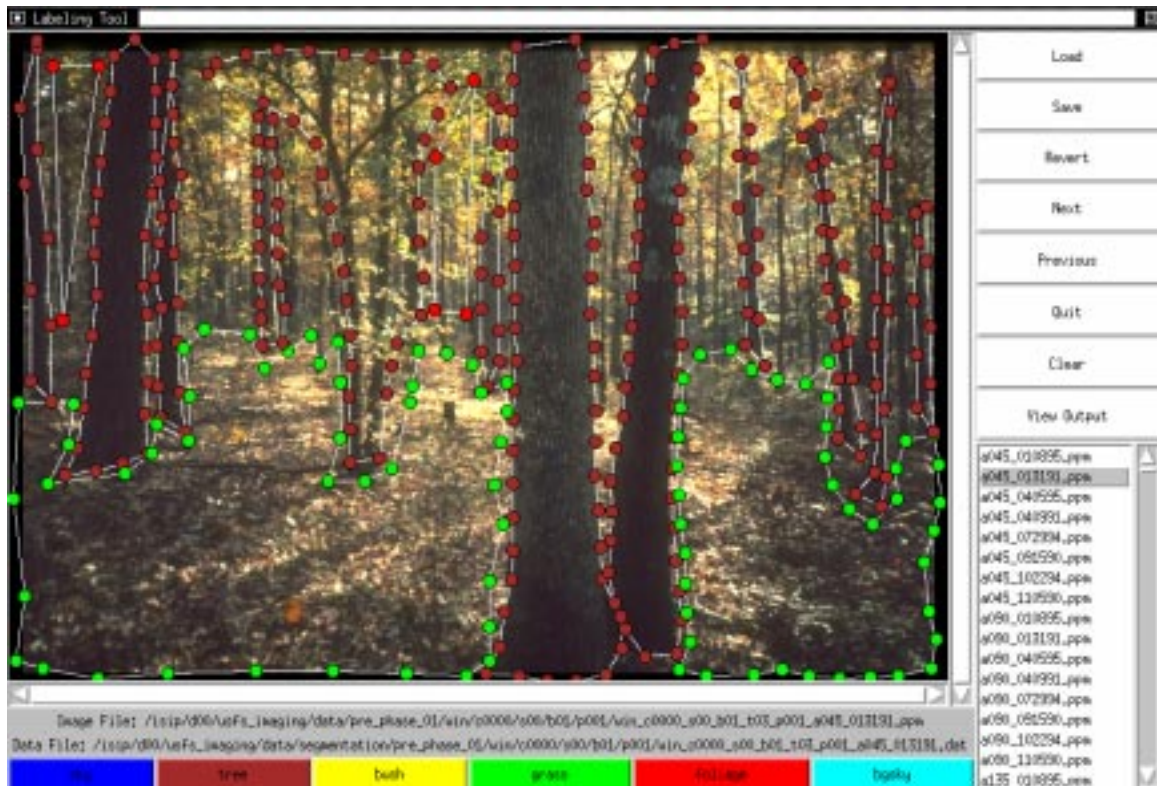 Labeling Tool
Load
Save
Revert
Next
Previous
Quit
Clear
View Output
a045_010895.ppm
a045_013191.ppm
a045_040595.ppm
a045_040991.ppm
a045_072994.ppm
a045_091590.ppm
a045_102294.ppm
a045_110590.ppm
a090_010895.ppm
a090_013191.ppm
a090_040595.ppm
a090_040991.ppm
a090_072994.ppm
a090_091590.ppm
a090_102294.ppm
a090_110590.ppm
a135_010895.ppm
Image File: /isip/d00/usfs_imaging/data/pre_phase_01/win/c0000/s00/b01/p001/win_c0000_s00_b01_t03_p001_a045_013191.ppm
Data File: /isip/d00/usfs_imaging/data/segmentation/pre_phase_01/win/c0000/s00/b01/p001/win_c0000_s00_b01_t03_p001_a045_013191.dat
sky tree bush grass foliage bgsky